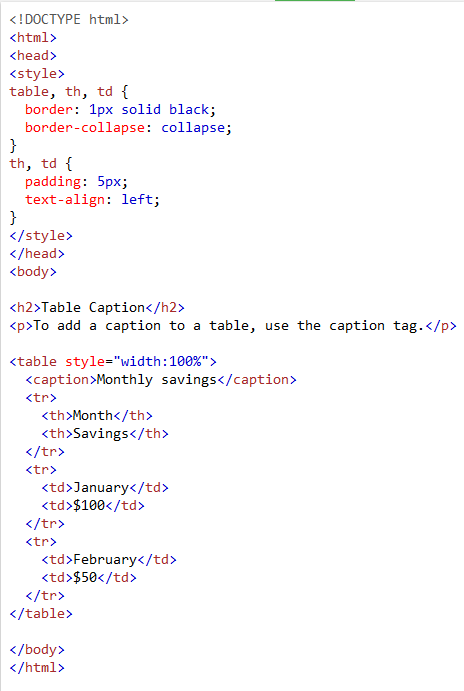 <!DOCTYPE html>
<html>
<head>
<style>
table, th, td {
  border: 1px solid black;
  border-collapse: collapse;
}
th, td {
  padding: 5px;
  text-align: left;
}
</style>
</head>
<body>

<h2>Table Caption</h2>
<p>To add a caption to a table, use the caption tag.</p>

<table style="width:100%">
  <caption>Monthly savings</caption>
  <tr>
    <th>Month</th>
    <th>Savings</th>
  </tr>
  <tr>
    <td>January</td>
    <td>$100</td>
  </tr>
  <tr>
    <td>February</td>
    <td>$50</td>
  </tr>
</table>

</body>
</html>